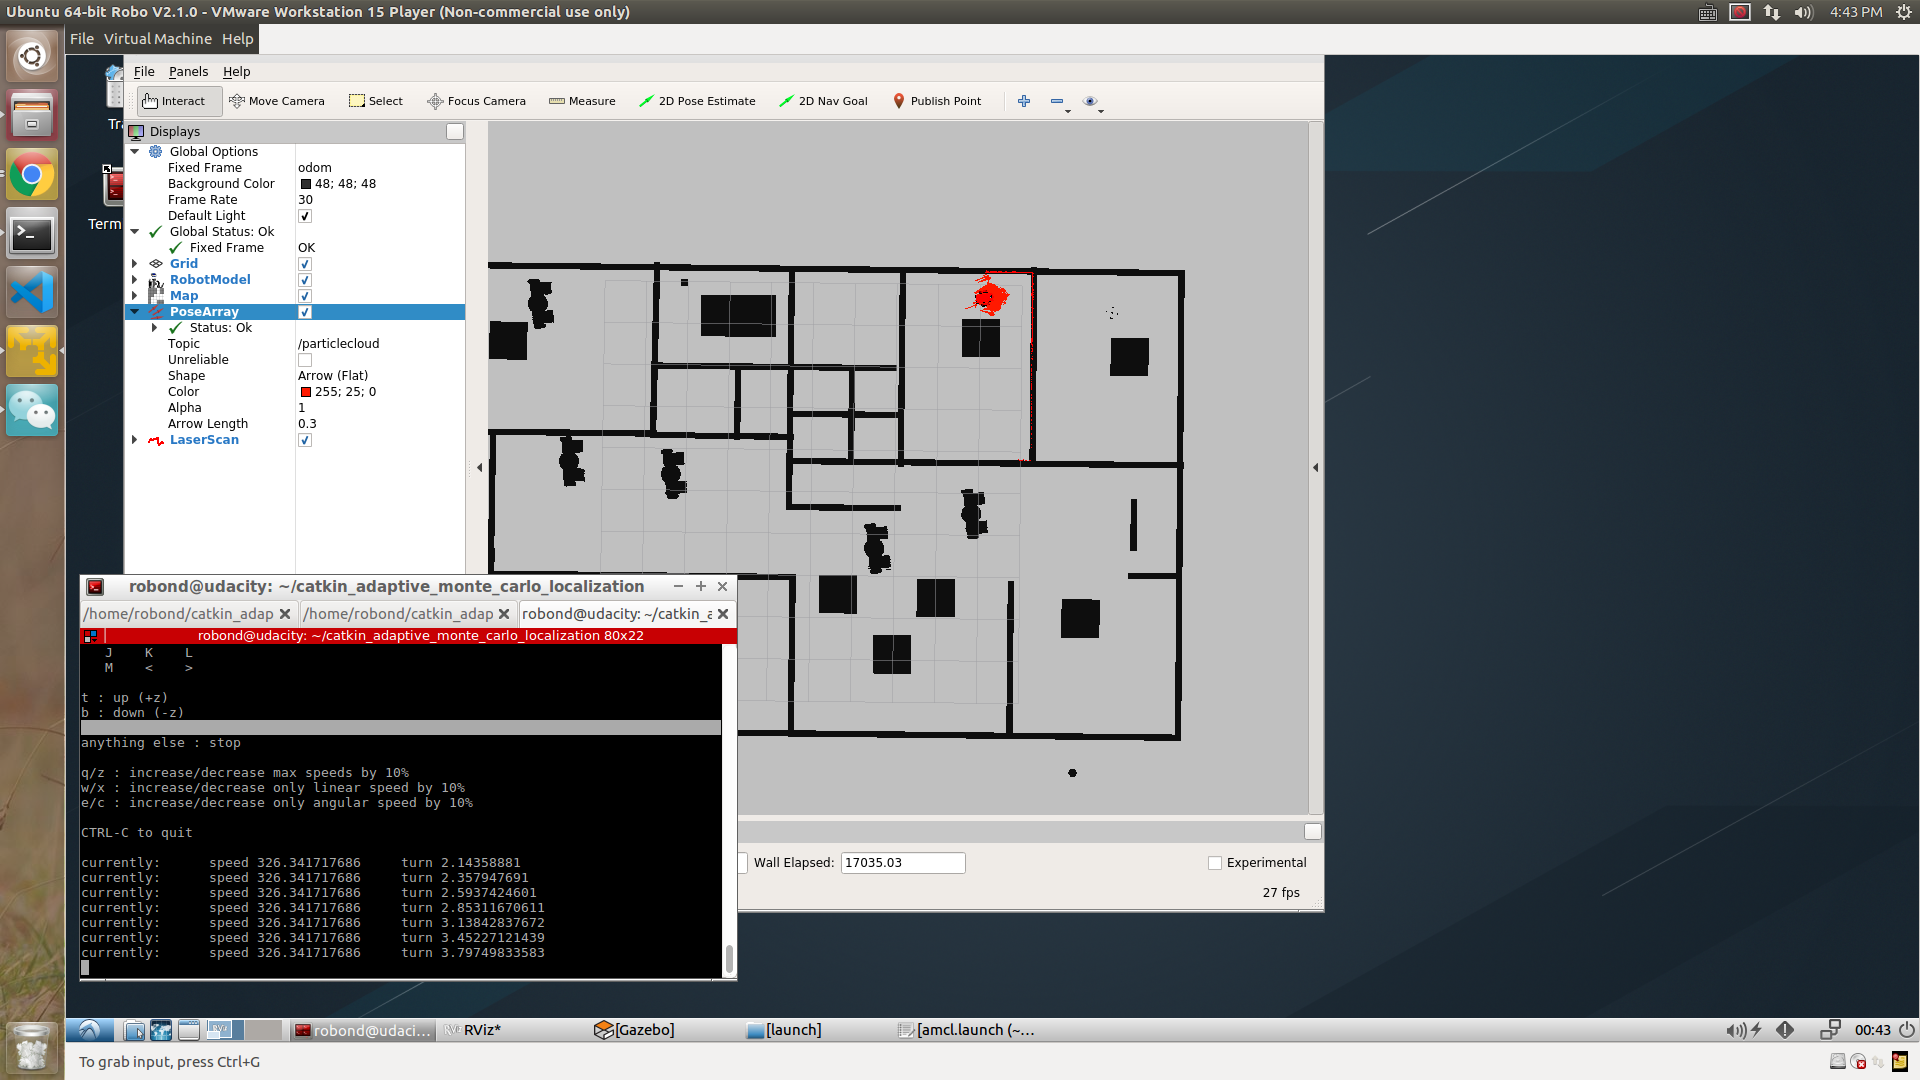 Ubuntu 64-bit Robo V2.1.0 - VMware Workstation 15 Player (Non-commercial use only)
4:43 PM
File Virtual Machine Help
File Panels Help
Interact Move Camera Select Focus Camera Measure 2D Pose Estimate 2D Nav Goal Publish Point
Displays
Global Options
Fixed Frame odom
Background Color 48; 48; 48
Frame Rate 30
Default Light
Global Status: Ok
Fixed Frame OK
Grid
RobotModel
Map
PoseArray
Status: Ok
Topic /particlecloud
Unreliable
Shape Arrow (Flat)
Color 255; 25; 0
Alpha 1
Arrow Length 0.3
LaserScan
Tra
Term
robond@udacity: ~/catkin_adaptive_monte_carlo_localization
/home/robond/catkin_adap /home/robond/catkin_adap robond@udacity: ~/catkin_a
robond@udacity: ~/catkin_adaptive_monte_carlo_localization 80x22
J K L
M < >
t : up (+z)
b : down (-z)
anything else : stop
q/z : increase/decrease max speeds by 10%
w/x : increase/decrease only linear speed by 10%
e/c : increase/decrease only angular speed by 10%
CTRL-C to quit
currently: speed 326.341717686 turn 2.14358881
currently: speed 326.341717686 turn 2.357947691
currently: speed 326.341717686 turn 2.5937424601
currently: speed 326.341717686 turn 2.85311670611
currently: speed 326.341717686 turn 3.13842837672
currently: speed 326.341717686 turn 3.45227121439
currently: speed 326.341717686 turn 3.79749833583
Wall Elapsed: 17035.03
Experimental
27 fps
robond@udaci... RViz* [Gazebo] [launch] [amcl.launch (~... 00:43
To grab input, press Ctrl+G